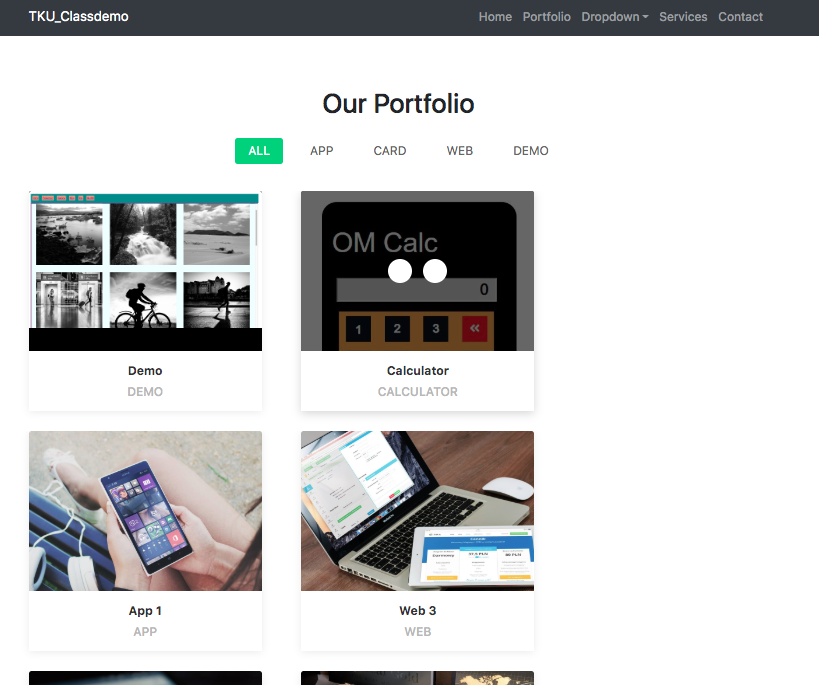 TKU_Classdemo
Home Portfolio Dropdown Services Contact
Our Portfolio
ALL APP CARD WEB DEMO
OM Calc
0
1 2 3 «
Demo
DEMO
Calculator
CALCULATOR
App 1
APP
Web 3
WEB